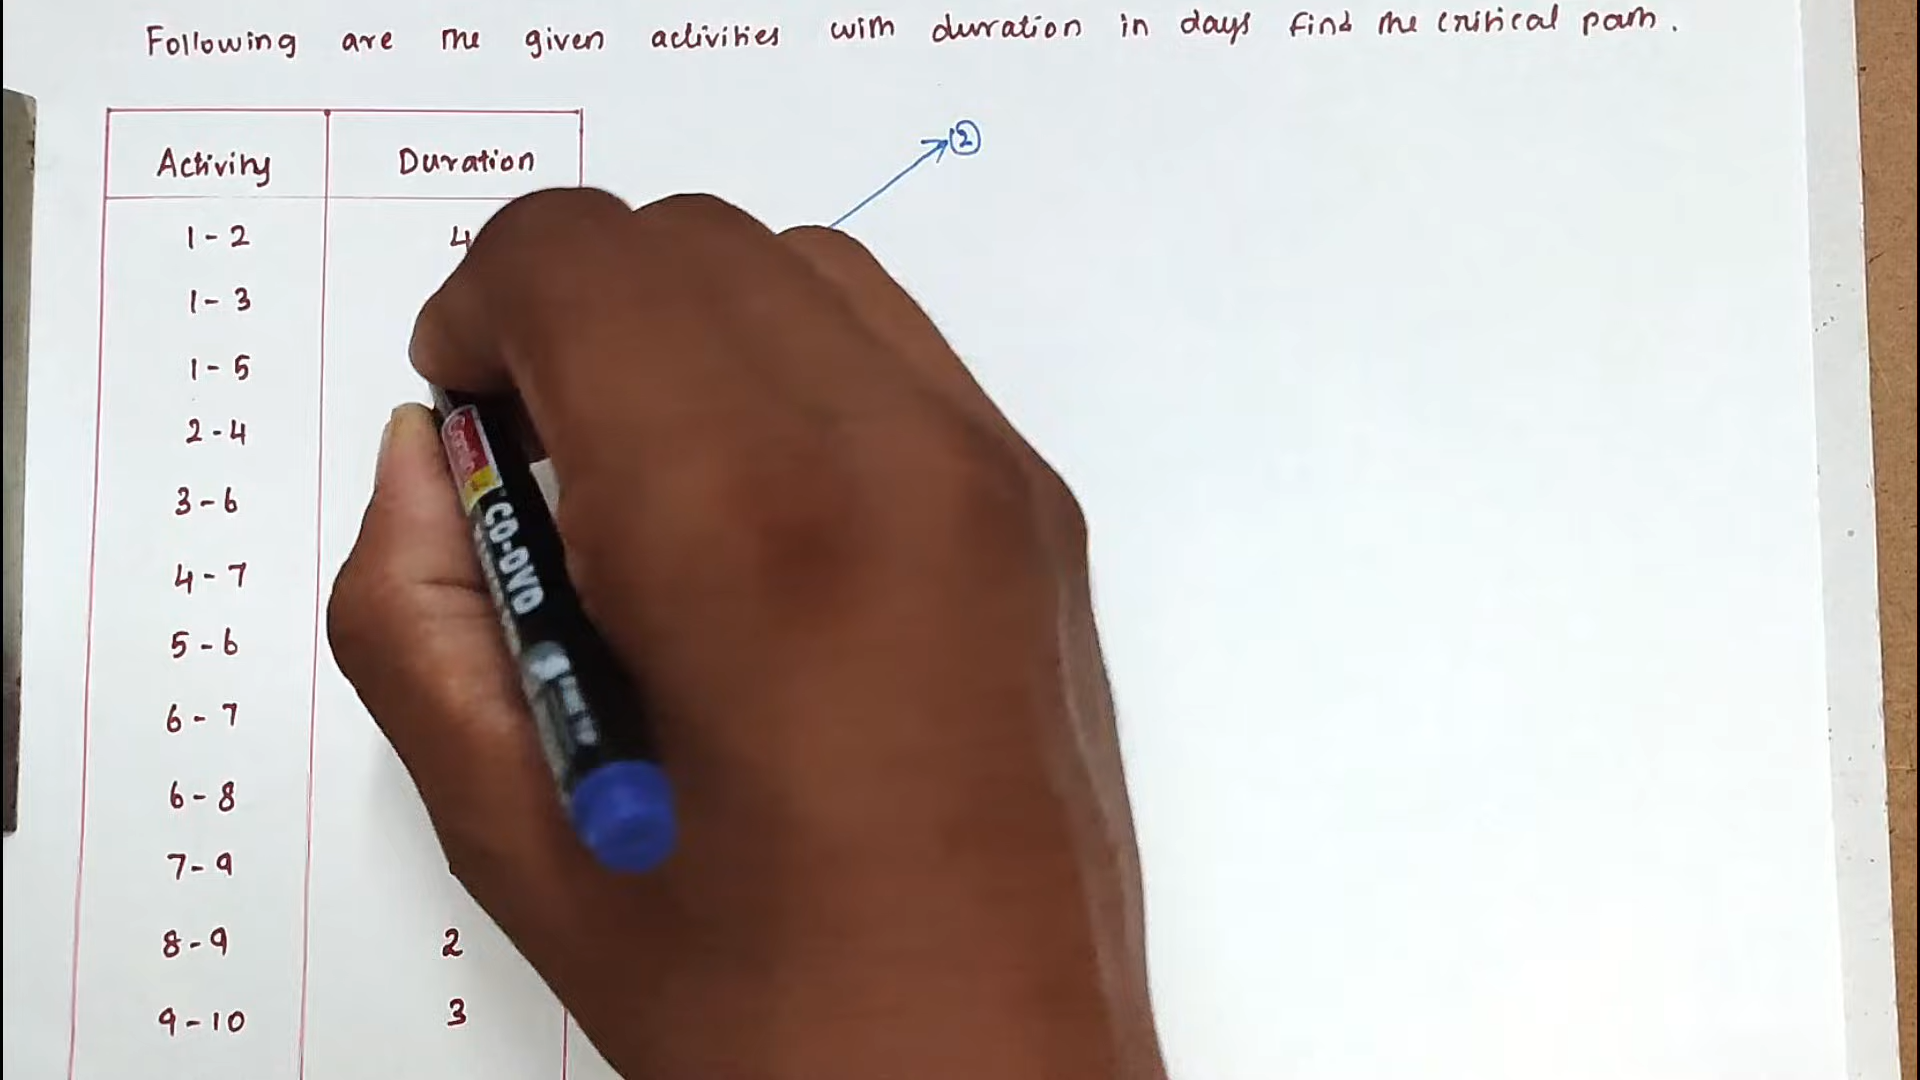 Following are the given activities with duration in days find the critical path.
②
Activity Duration
1 - 2 4
1 - 3
1 - 5
2 - 4
3 - 6
4 - 7
5 - 6
6 - 7
6 - 8
7 - 9
8 - 9 2
9 - 10 3
CD-DVD